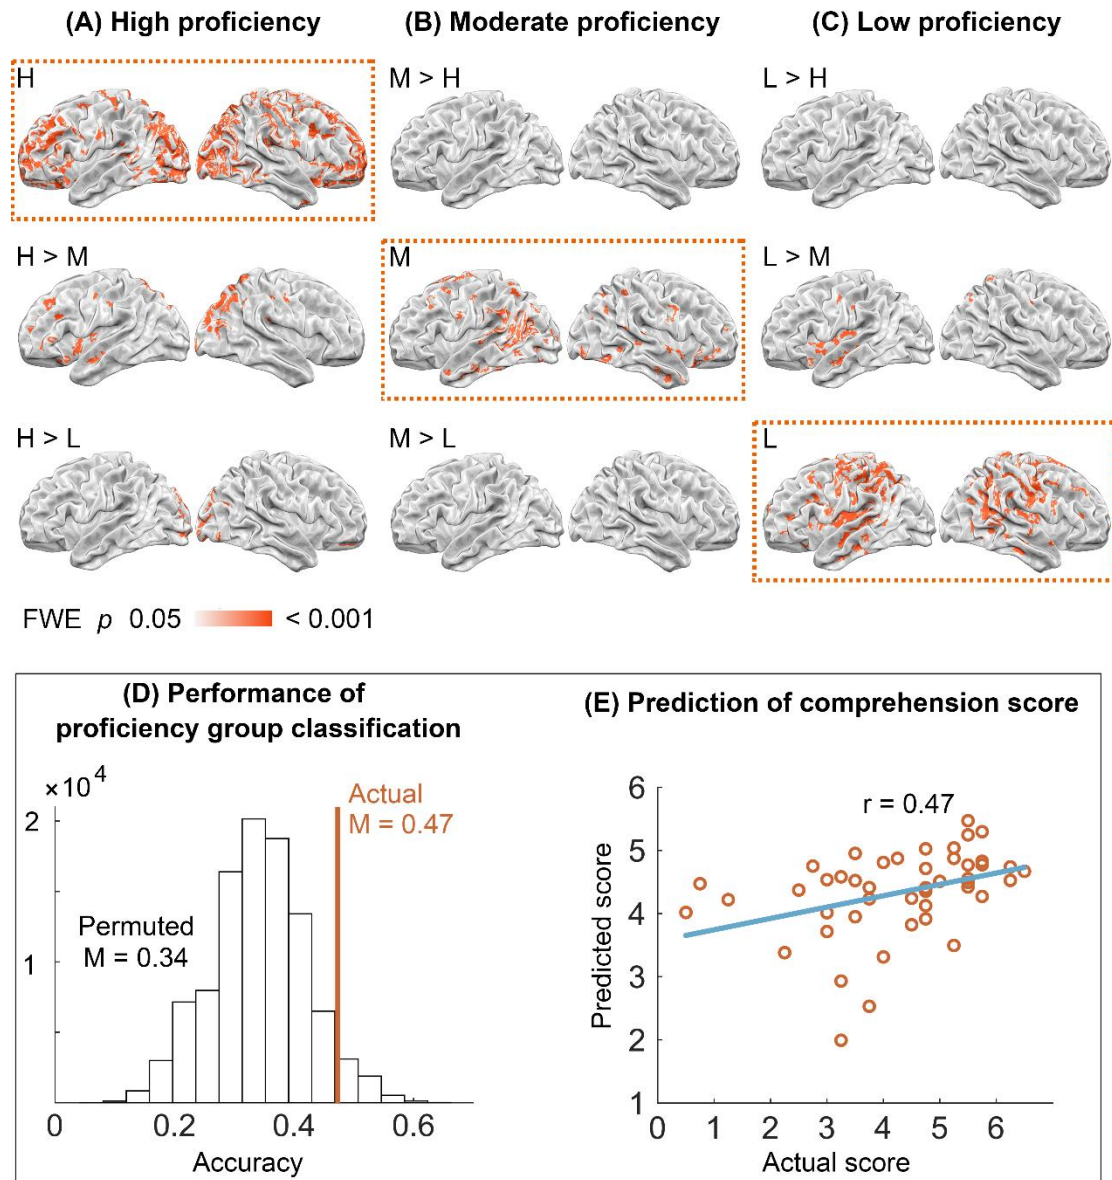 (A) High proficiency
(B) Moderate proficiency
(C) Low proficiency
H
M > H
L > H
H > M
M
L > M
H > L
M > L
L
FWE p 0.05 < 0.001
(D) Performance of
proficiency group classification
×10⁴
2
1
Actual
M = 0.47
Permuted
M = 0.34
0 0.2 0.4 0.6
Accuracy
(E) Prediction of comprehension score
r = 0.47
Predicted score
6
5
4
3
2
1
0 1 2 3 4 5 6
Actual score